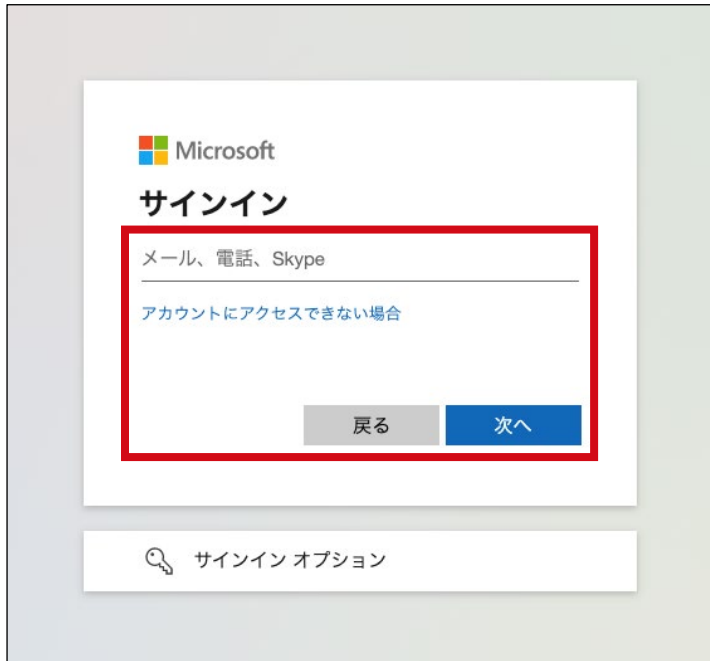 Microsoft
サインイン
メール、電話、Skype
アカウントにアクセスできない場合
戻る
次へ
サインイン オプション